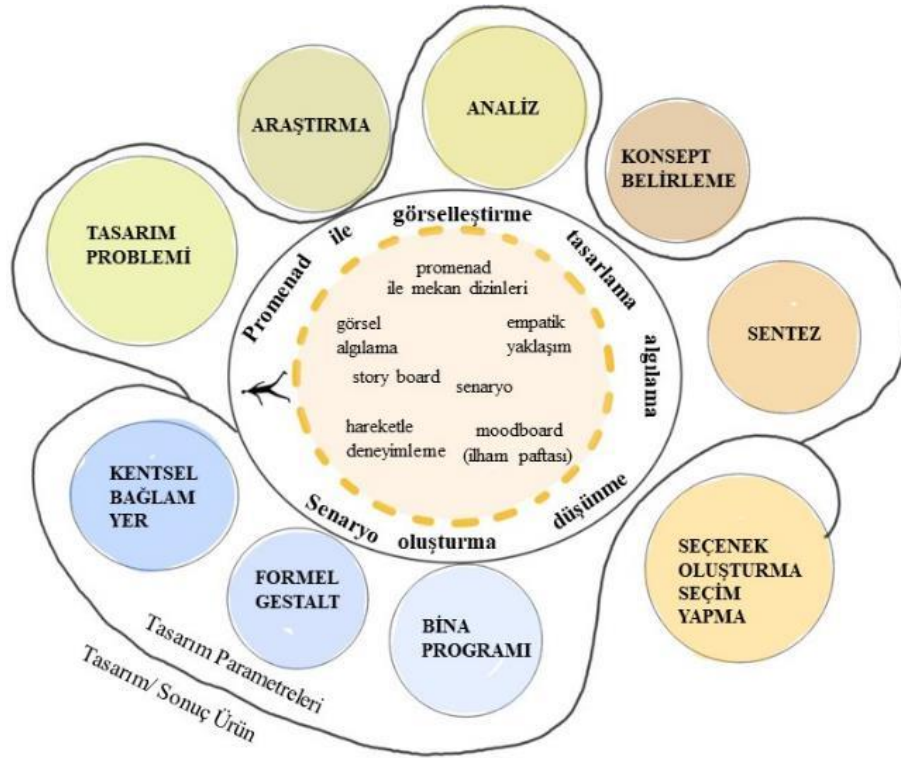 ANALİZ
ARAŞTIRMA
KONSEPT
BELİRLEME
TASARIM
PROBLEMİ
SENTEZ
Promenad ile görselleştirme tasarlama algılama düşünme
Senaryo oluşturma
promenad
ile mekan dizinleri
görsel
algılama
empatik
yaklaşım
story board
senaryo
hareketle
deneyimleme
moodboard
(ilham paftası)
KENTSEL
BAĞLAM
YER
FORMEL
GESTALT
BİNA
PROGRAMI
SEÇENEK
OLUŞTURMA
SEÇİM
YAPMA
Tasarım Parametreleri
Tasarım/ Sonuç Ürün